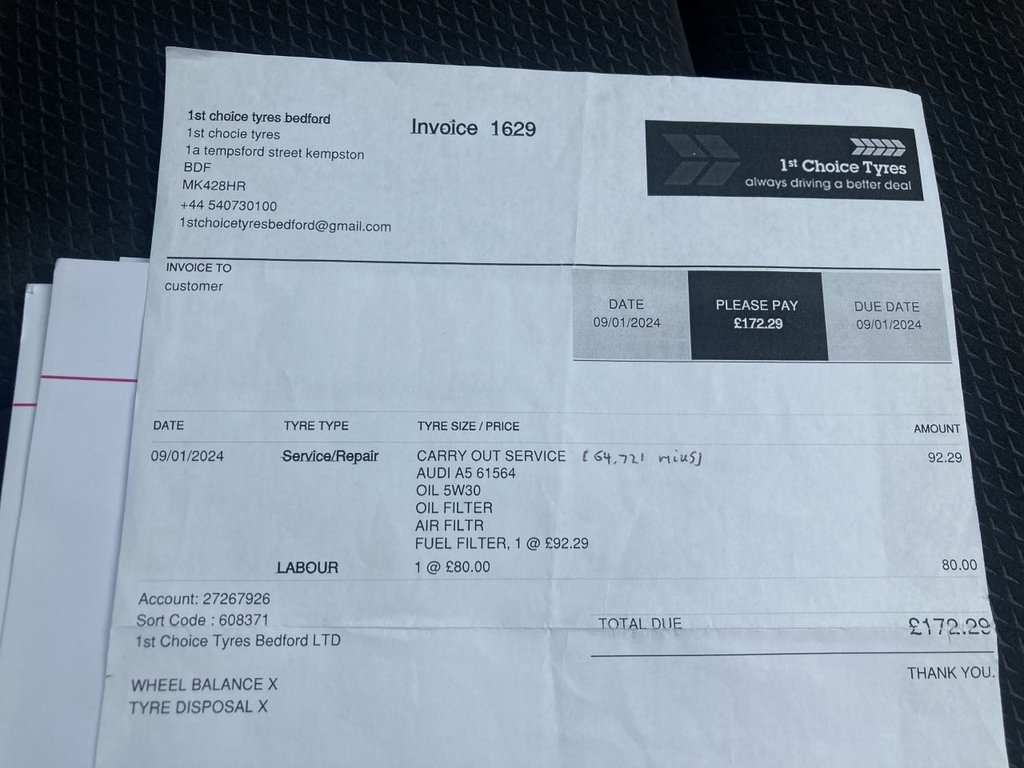 1st choice tyres bedford
1st chocie tyres
1a tempsford street kempston
BDF
MK428HR
+44 540730100
1stchoicetyresbedford@gmail.com
Invoice 1629
1st Choice Tyres
always driving a better deal
INVOICE TO
customer
DATE
09/01/2024
PLEASE PAY
£172.29
DUE DATE
09/01/2024
DATE TYRE TYPE TYRE SIZE / PRICE AMOUNT
09/01/2024 Service/Repair CARRY OUT SERVICE (64,721 miles) 92.29
AUDI A5 61564
OIL 5W30
OIL FILTER
AIR FILTR
FUEL FILTER, 1 @ £92.29
LABOUR 1 @ £80.00 80.00
Account: 27267926
Sort Code : 608371
1st Choice Tyres Bedford LTD
TOTAL DUE £172.29
THANK YOU.
WHEEL BALANCE X
TYRE DISPOSAL X